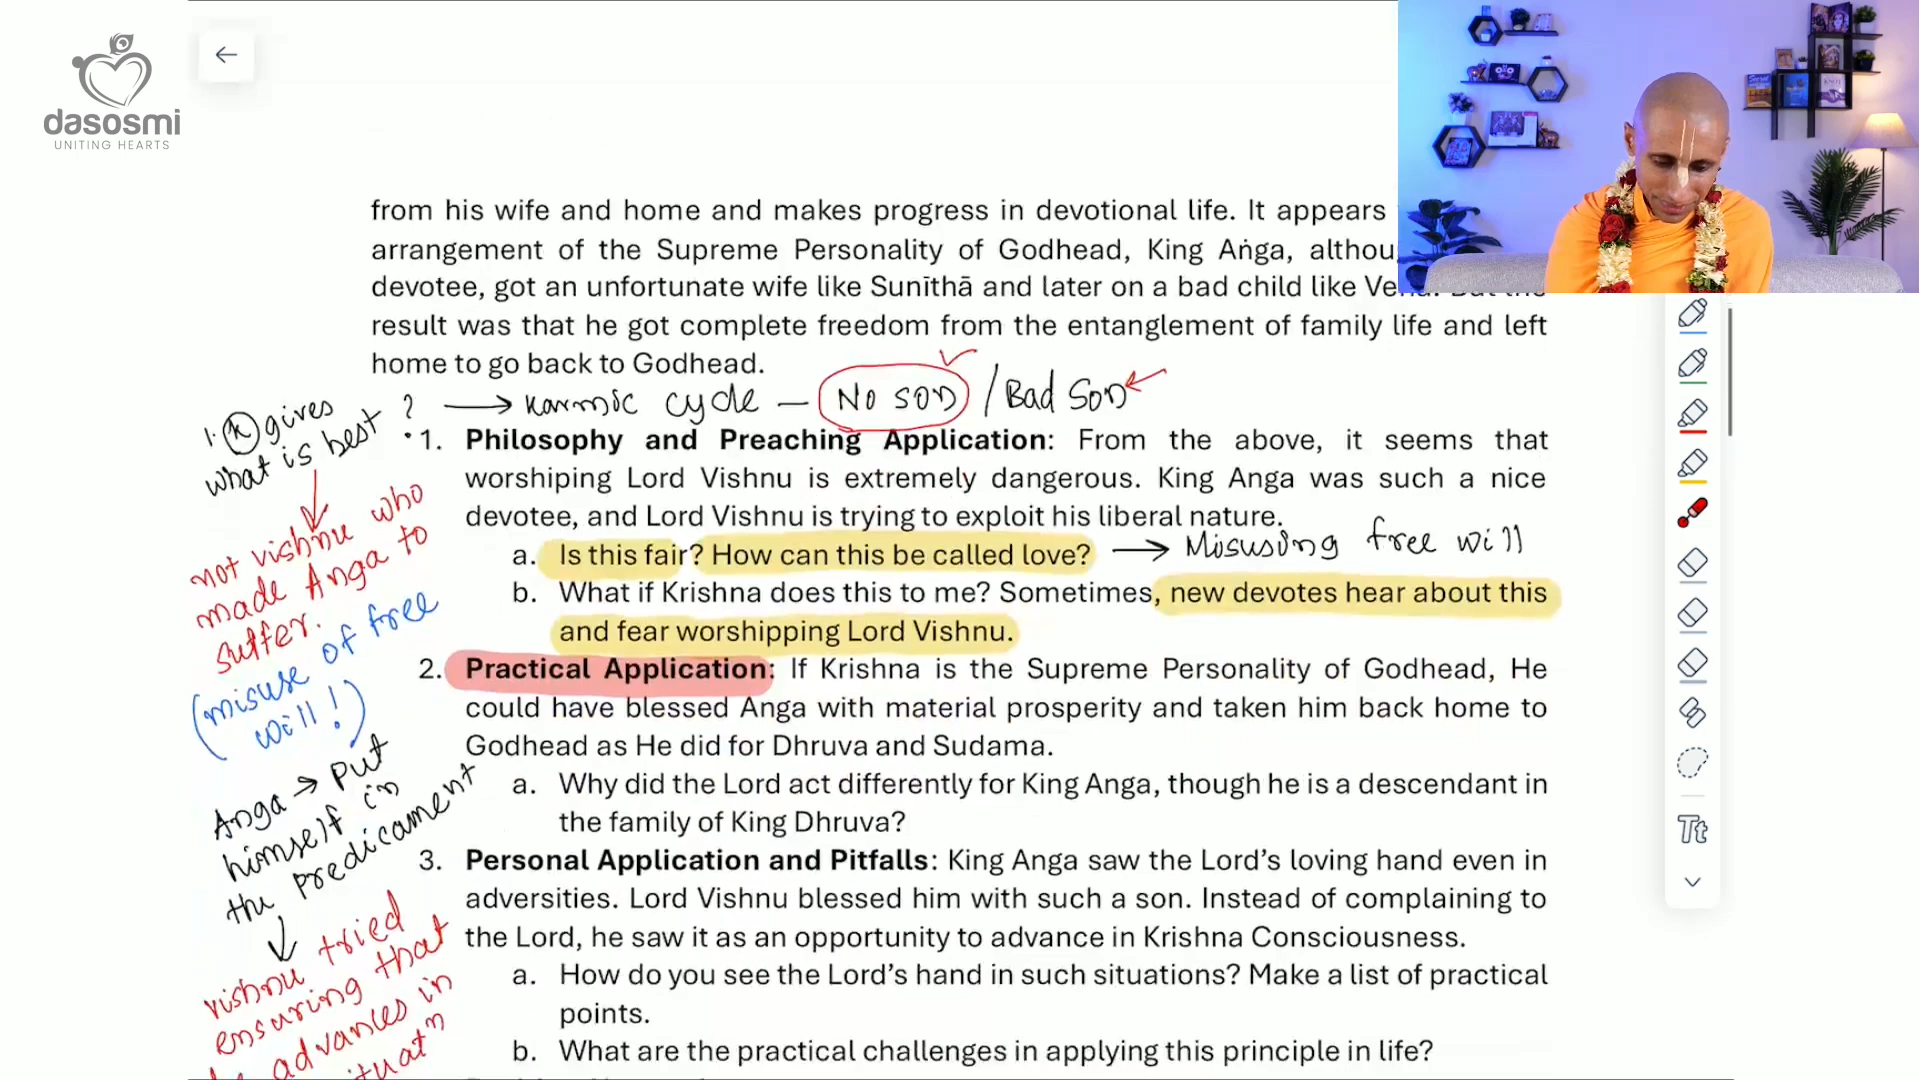 dasosmi
UNITING HEARTS
from his wife and home and makes progress in devotional life. It appears
arrangement of the Supreme Personality of Godhead, King Aṅga, althou
devotee, got an unfortunate wife like Sunīthā and later on a bad child like
result was that he got complete freedom from the entanglement of family life and left
home to go back to Godhead.
1. K gives
what is best ? → Karmic cycle — No son / Bad Son
1. Philosophy and Preaching Application: From the above, it seems that
worshiping Lord Vishnu is extremely dangerous. King Anga was such a nice
devotee, and Lord Vishnu is trying to exploit his liberal nature.
a. Is this fair? How can this be called love? → Misusing free will
b. What if Krishna does this to me? Sometimes, new devotes hear about this
and fear worshipping Lord Vishnu.
not vishnu who
made Anga to
suffer.
(misuse of free
will!)
2. Practical Application: If Krishna is the Supreme Personality of Godhead, He
could have blessed Anga with material prosperity and taken him back home to
Godhead as He did for Dhruva and Sudama.
a. Why did the Lord act differently for King Anga, though he is a descendant in
the family of King Dhruva?
Anga → Put
himself in
the predicament
3. Personal Application and Pitfalls: King Anga saw the Lord's loving hand even in
adversities. Lord Vishnu blessed him with such a son. Instead of complaining to
the Lord, he saw it as an opportunity to advance in Krishna Consciousness.
a. How do you see the Lord's hand in such situations? Make a list of practical
points.
b. What are the practical challenges in applying this principle in life?
vishnu tried
ensuring that
advances in
Tt